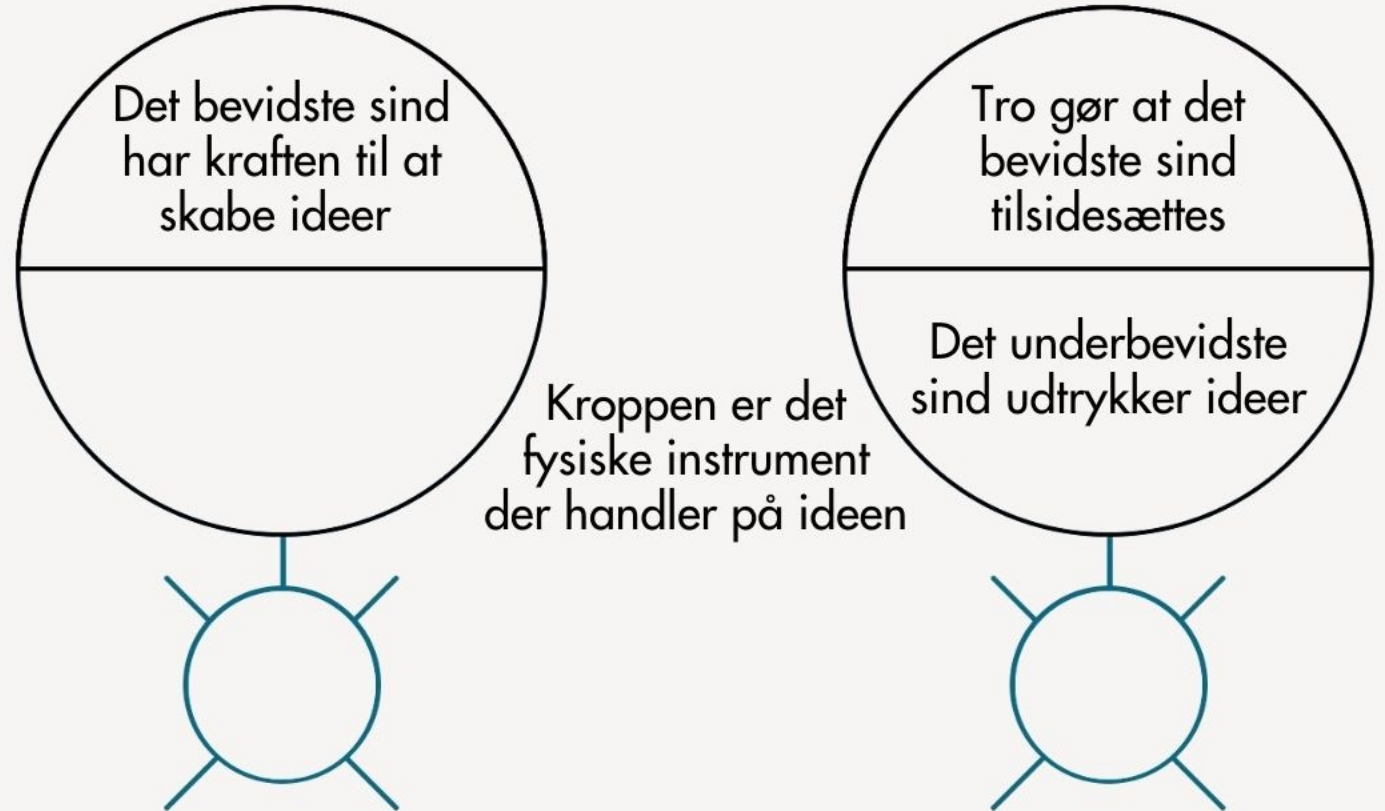 Det bevidste sind
har kraften til at
skabe ideer
Tro gør at det
bevidste sind
tilsidesættes
Det underbevidste
sind udtrykker ideer
Kroppen er det
fysiske instrument
der handler på ideen